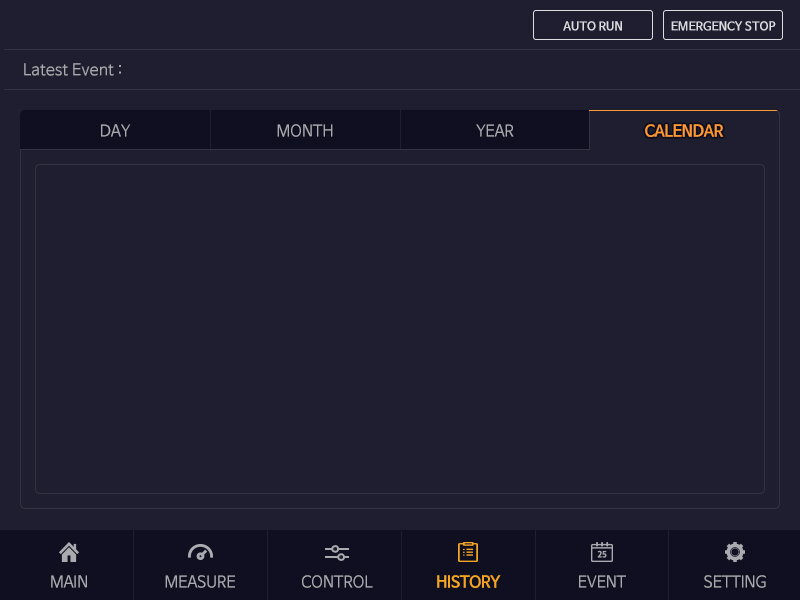 AUTO RUN EMERGENCY STOP
Latest Event :
DAY MONTH YEAR CALENDAR
25
MAIN MEASURE CONTROL HISTORY EVENT SETTING